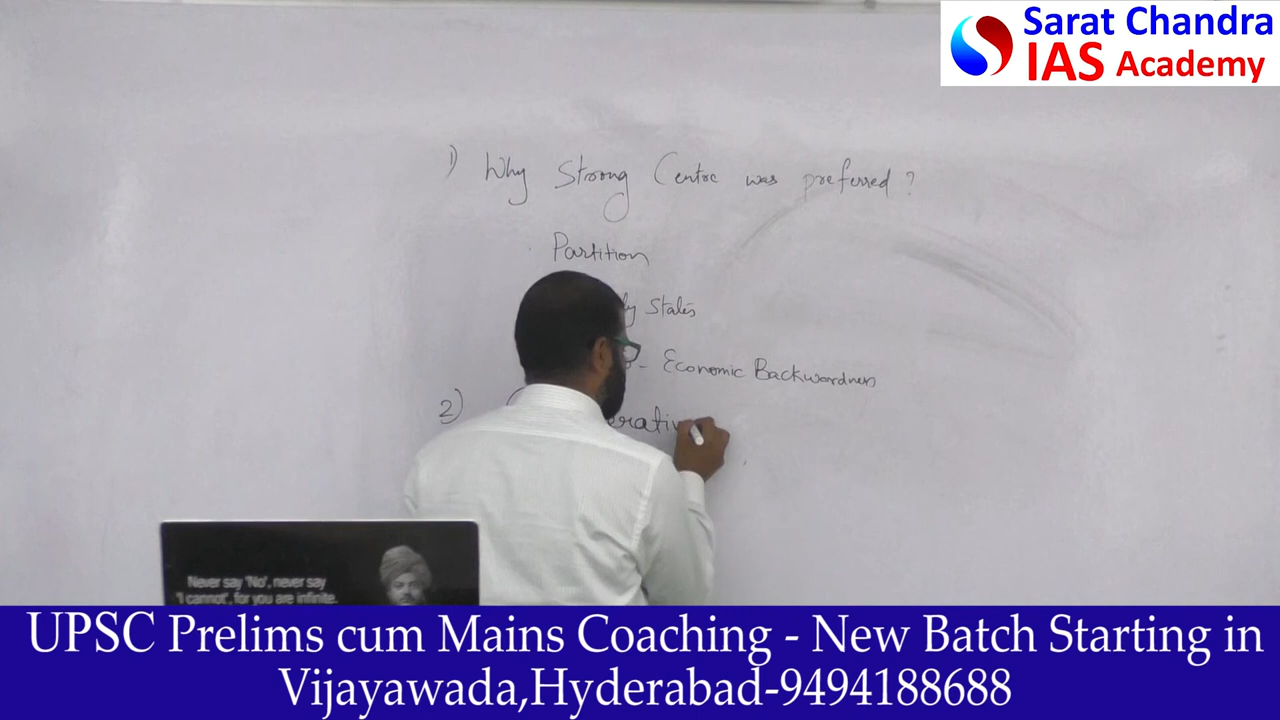 Sarat Chandra
IAS Academy
1) Why Strong Centre was preferred?
Partition
States
- Economic Backwardness
2)
Never say 'No', never say
'I cannot', for you are infinite.
UPSC Prelims cum Mains Coaching - New Batch Starting in
Vijayawada,Hyderabad-9494188688